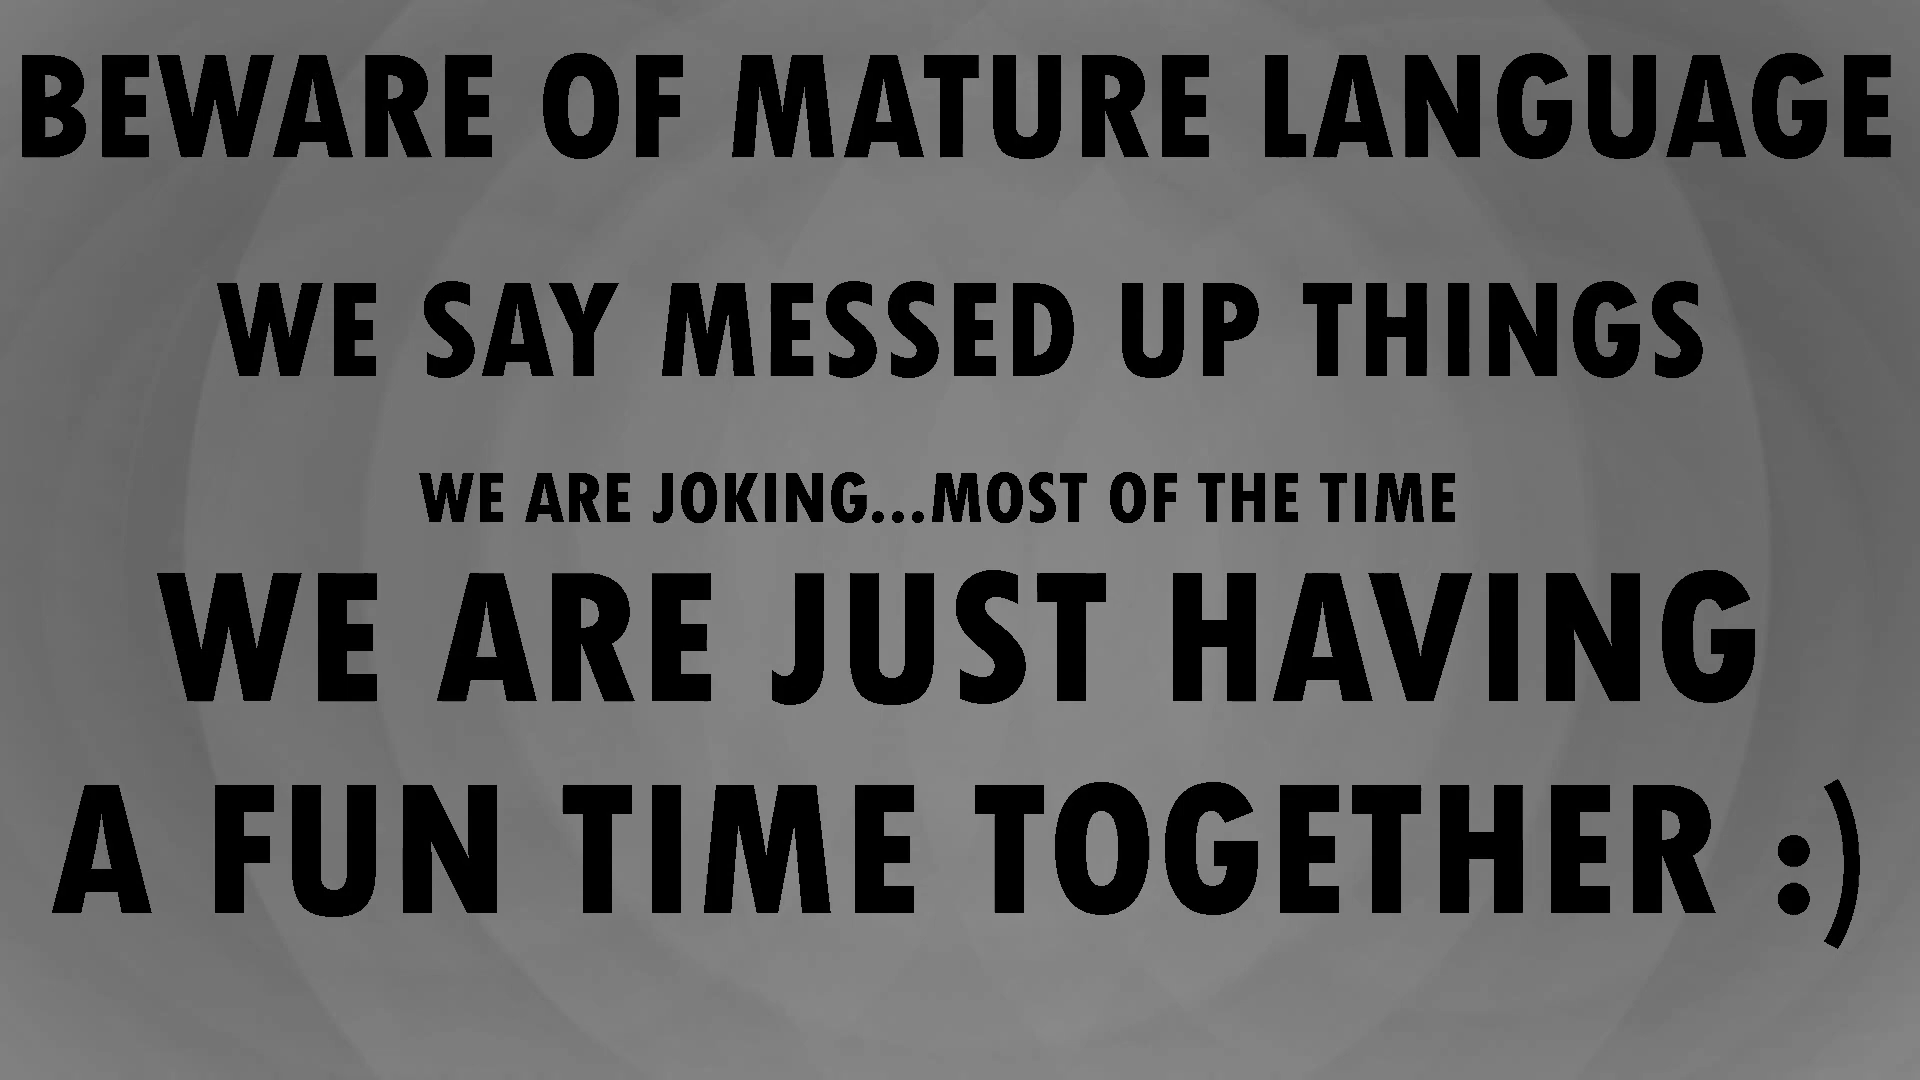 BEWARE OF MATURE LANGUAGE
WE SAY MESSED UP THINGS
WE ARE JOKING...MOST OF THE TIME
WE ARE JUST HAVING
A FUN TIME TOGETHER :)